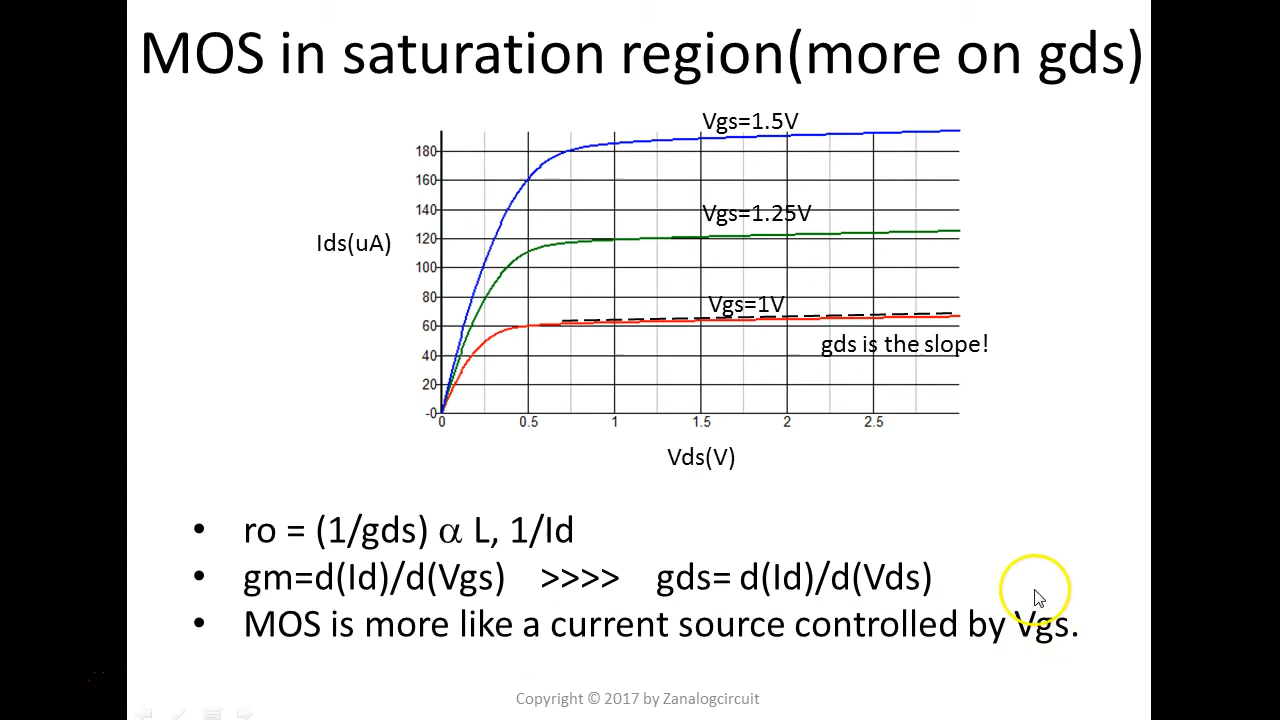 MOS in saturation region(more on gds)
Vgs=1.5V
180
160
Vgs=1.25V
140
Ids(uA)
120
100
80
Vgs=1V
60
gds is the slope!
40
20
-0
0 0.5 1 1.5 2 2.5
Vds(V)
• ro = (1/gds) α L, 1/Id
• gm=d(Id)/d(Vgs) >>>> gds= d(Id)/d(Vds)
• MOS is more like a current source controlled by Vgs.
Copyright © 2017 by Zanalogcircuit